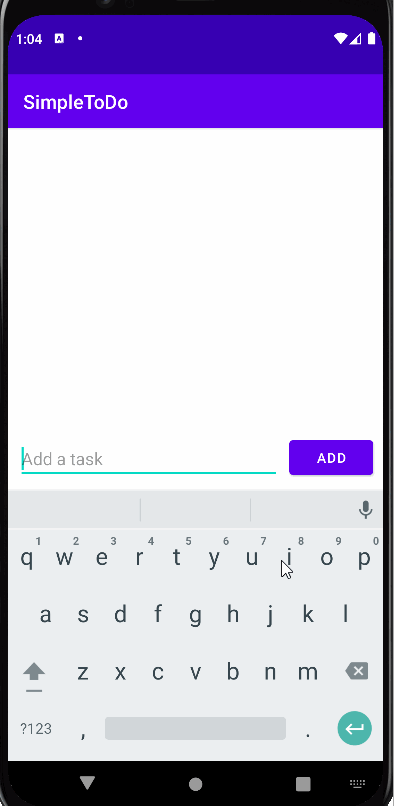 1:04 A
SimpleToDo
Add a task
ADD
1 2 3 4 5 6 7 8 9 0
q w e r t y u i o p
a s d f g h j k l
z x c v b n m
?123 , .